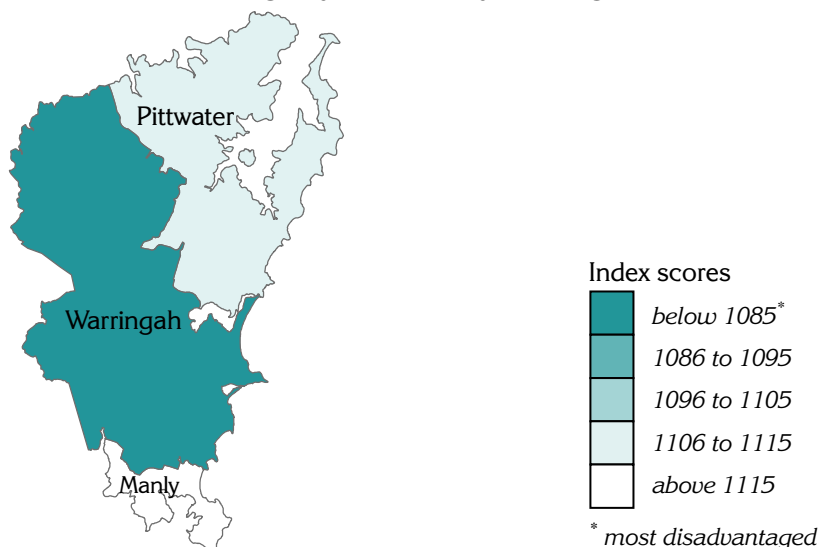 Pittwater
Warringah
Manly
Index scores
below 1085*
1086 to 1095
1096 to 1105
1106 to 1115
above 1115
* most disadvantaged